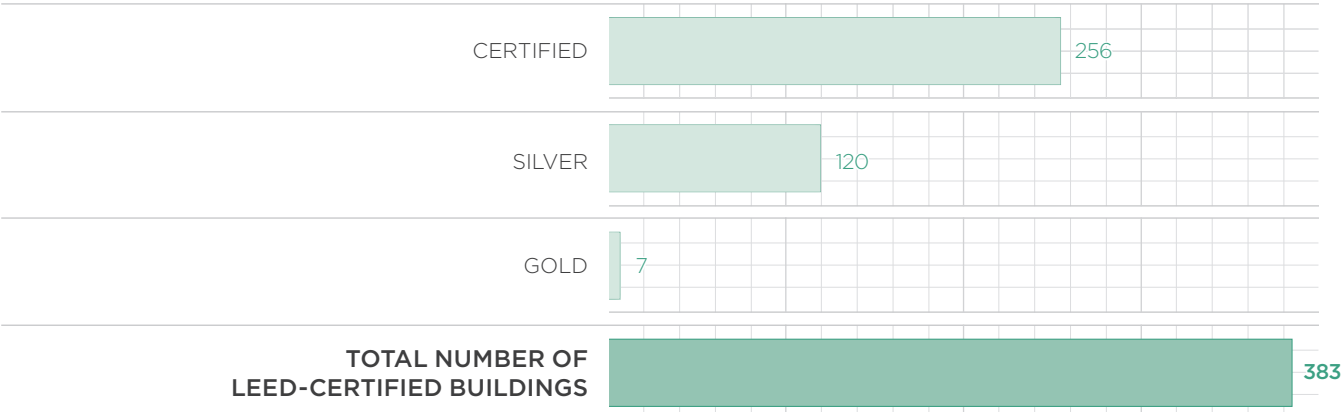 CERTIFIED 256
SILVER 120
GOLD 7
TOTAL NUMBER OF
LEED-CERTIFIED BUILDINGS 383